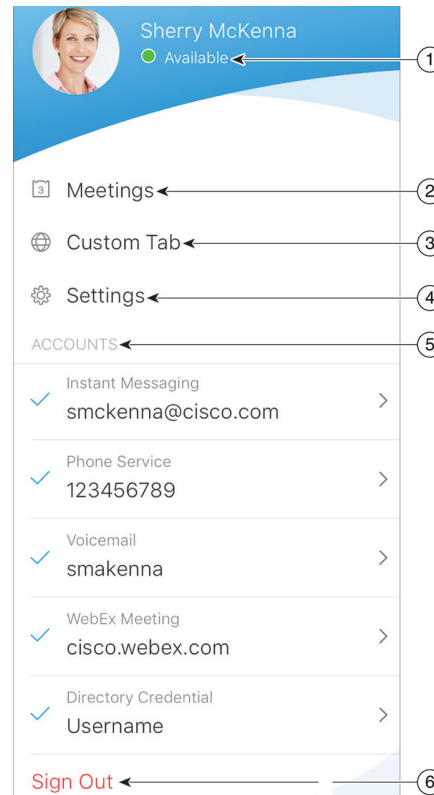 Sherry McKenna
Available
1
3
Meetings
2
Custom Tab
3
Settings
4
ACCOUNTS
5
Instant Messaging
smckenna@cisco.com
Phone Service
123456789
Voicemail
smakenna
WebEx Meeting
cisco.webex.com
Directory Credential
Username
Sign Out
6